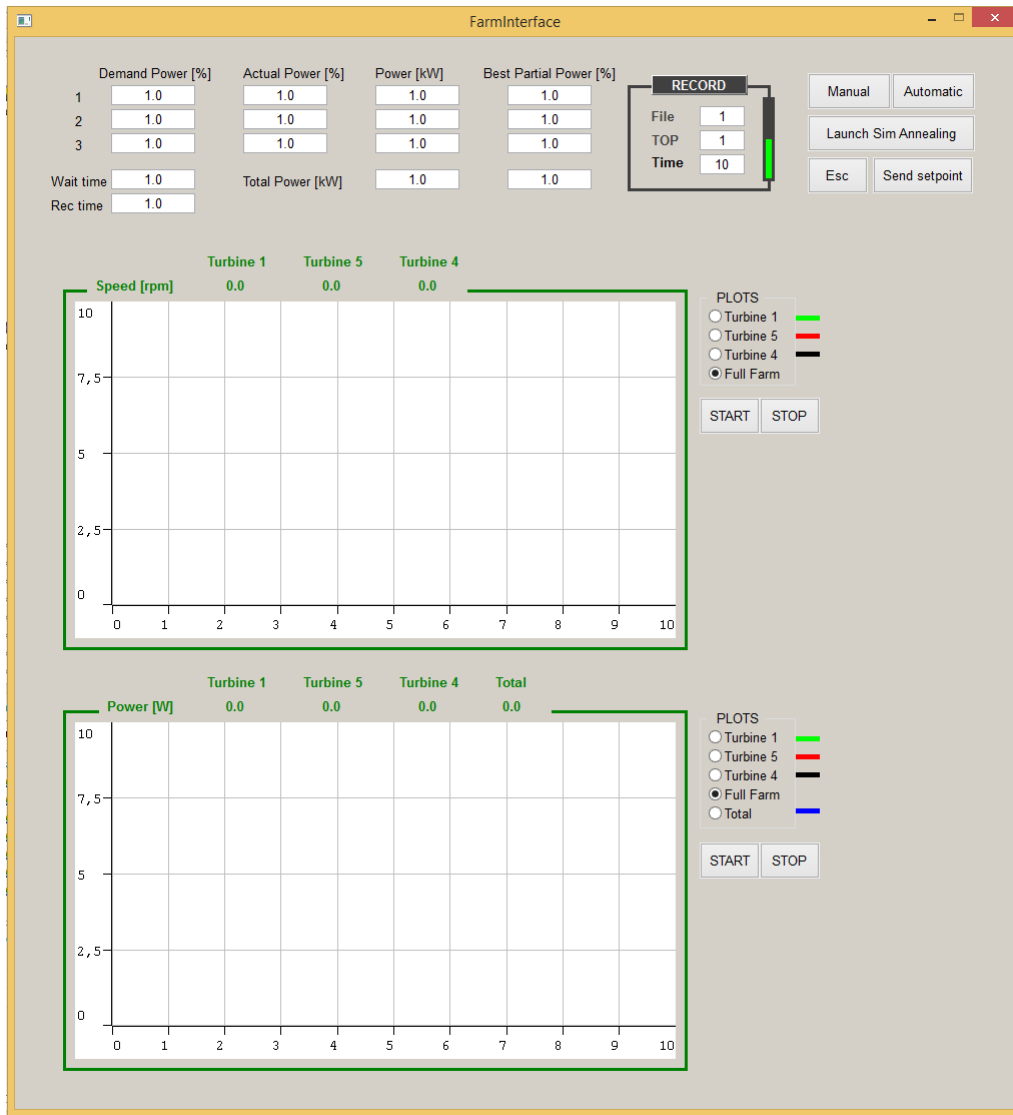 FarmInterface
Demand Power [%] Actual Power [%] Power [kW] Best Partial Power [%]
1 1.0 1.0 1.0 1.0
2 1.0 1.0 1.0 1.0
3 1.0 1.0 1.0 1.0
Wait time 1.0 Total Power [kW] 1.0 1.0
Rec time 1.0
RECORD
File 1
TOP 1
Time 10
Manual Automatic
Launch Sim Annealing
Esc Send setpoint
Turbine 1 Turbine 5 Turbine 4
Speed [rpm] 0.0 0.0 0.0
10
7,5
5
2,5
0
0 1 2 3 4 5 6 7 8 9 10
PLOTS
Turbine 1
Turbine 5
Turbine 4
Full Farm
START STOP
Turbine 1 Turbine 5 Turbine 4 Total
Power [W] 0.0 0.0 0.0 0.0
10
7,5
5
2,5
0
0 1 2 3 4 5 6 7 8 9 10
PLOTS
Turbine 1
Turbine 5
Turbine 4
Full Farm
Total
START STOP